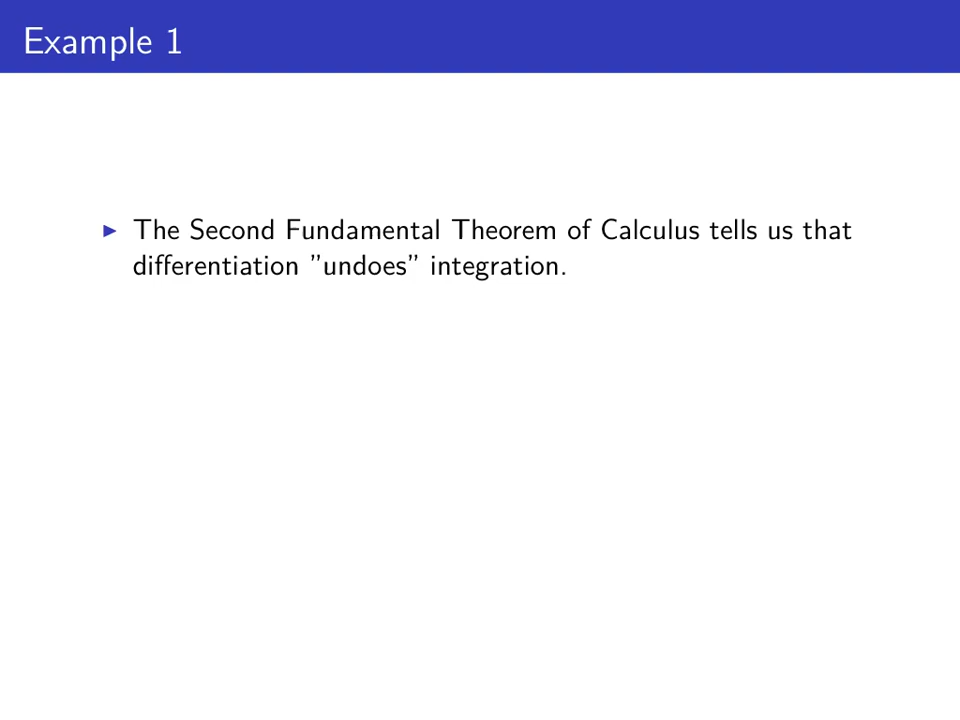 Example 1
▶ The Second Fundamental Theorem of Calculus tells us that
differentiation ”undoes” integration.